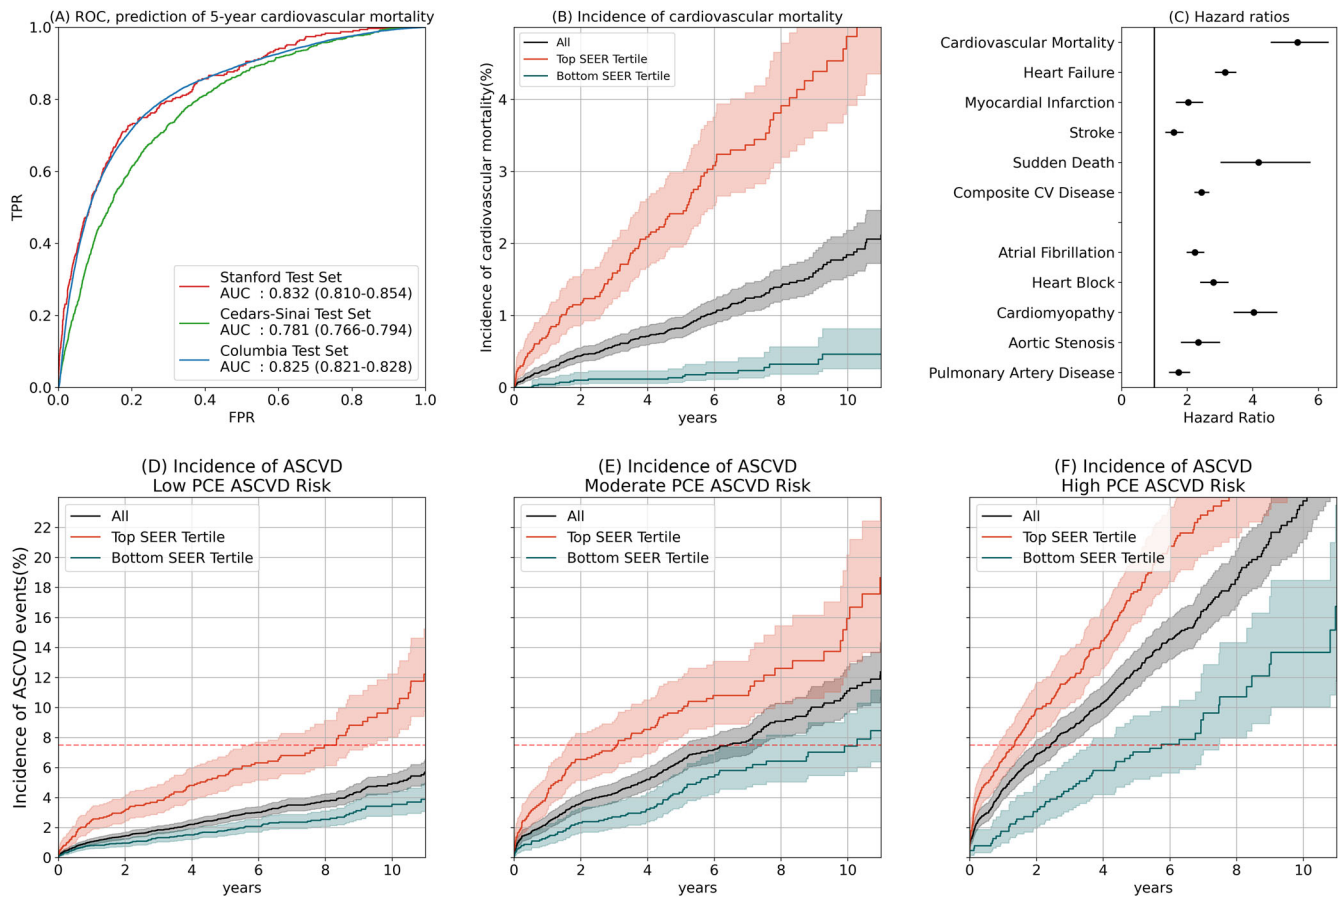 (A) ROC, prediction of 5-year cardiovascular mortality
1.0
0.8
0.6
0.4
0.2
0.0
TPR
Stanford Test Set
AUC : 0.832 (0.810-0.854)
Cedars-Sinai Test Set
AUC : 0.781 (0.766-0.794)
Columbia Test Set
AUC : 0.825 (0.821-0.828)
0.0 0.2 0.4 0.6 0.8 1.0
FPR
(B) Incidence of cardiovascular mortality
All
Top SEER Tertile
Bottom SEER Tertile
Incidence of cardiovascular mortality(%)
4
3
2
1
0
0 2 4 6 8 10
years
(C) Hazard ratios
Cardiovascular Mortality
Heart Failure
Myocardial Infarction
Stroke
Sudden Death
Composite CV Disease
Atrial Fibrillation
Heart Block
Cardiomyopathy
Aortic Stenosis
Pulmonary Artery Disease
0 2 4 6
Hazard Ratio
(D) Incidence of ASCVD
Low PCE ASCVD Risk
All
Top SEER Tertile
Bottom SEER Tertile
Incidence of ASCVD events(%)
22
20
18
16
14
12
10
8
6
4
2
0
0 2 4 6 8 10
years
(E) Incidence of ASCVD
Moderate PCE ASCVD Risk
All
Top SEER Tertile
Bottom SEER Tertile
0 2 4 6 8 10
years
(F) Incidence of ASCVD
High PCE ASCVD Risk
All
Top SEER Tertile
Bottom SEER Tertile
0 2 4 6 8 10
years